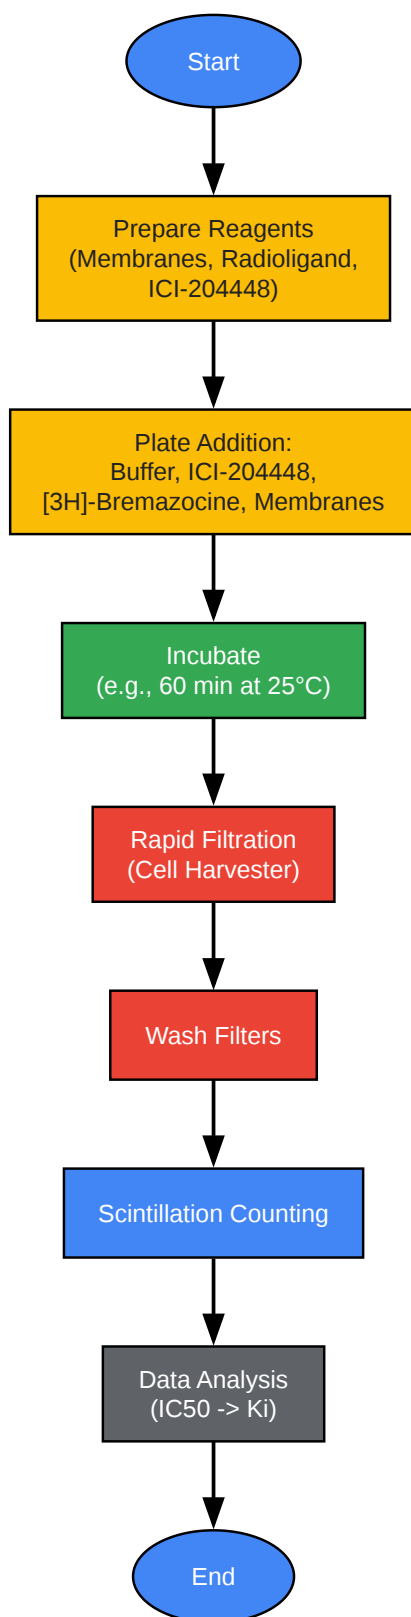 Start
Prepare Reagents
(Membranes, Radioligand,
ICI-204448)
Plate Addition:
Buffer, ICI-204448,
[3H]-Bremazocine, Membranes
Incubate
(e.g., 60 min at 25°C)
Rapid Filtration
(Cell Harvester)
Wash Filters
Scintillation Counting
Data Analysis
(IC50 -> Ki)
End